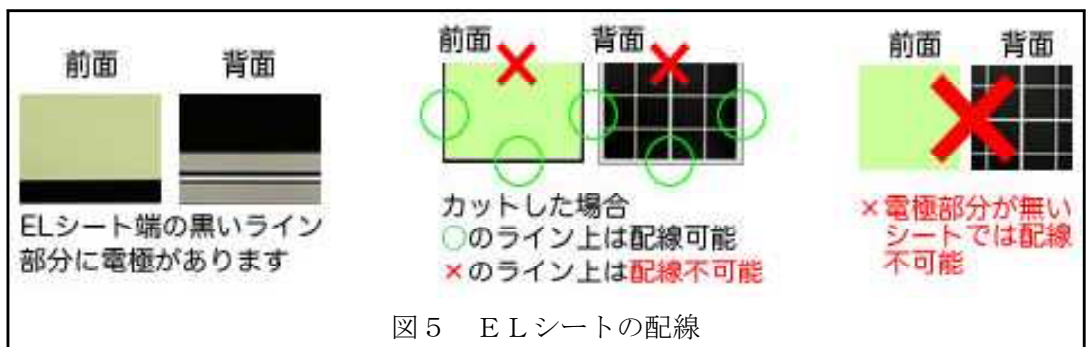 前面
背面
ELシート端の黒いライン
部分に電極があります
前面
背面
カットした場合
○のライン上は配線可能
×のライン上は配線不可能
前面
背面
×電極部分が無い
シートでは配線
不可能
図５　ＥＬシートの配線